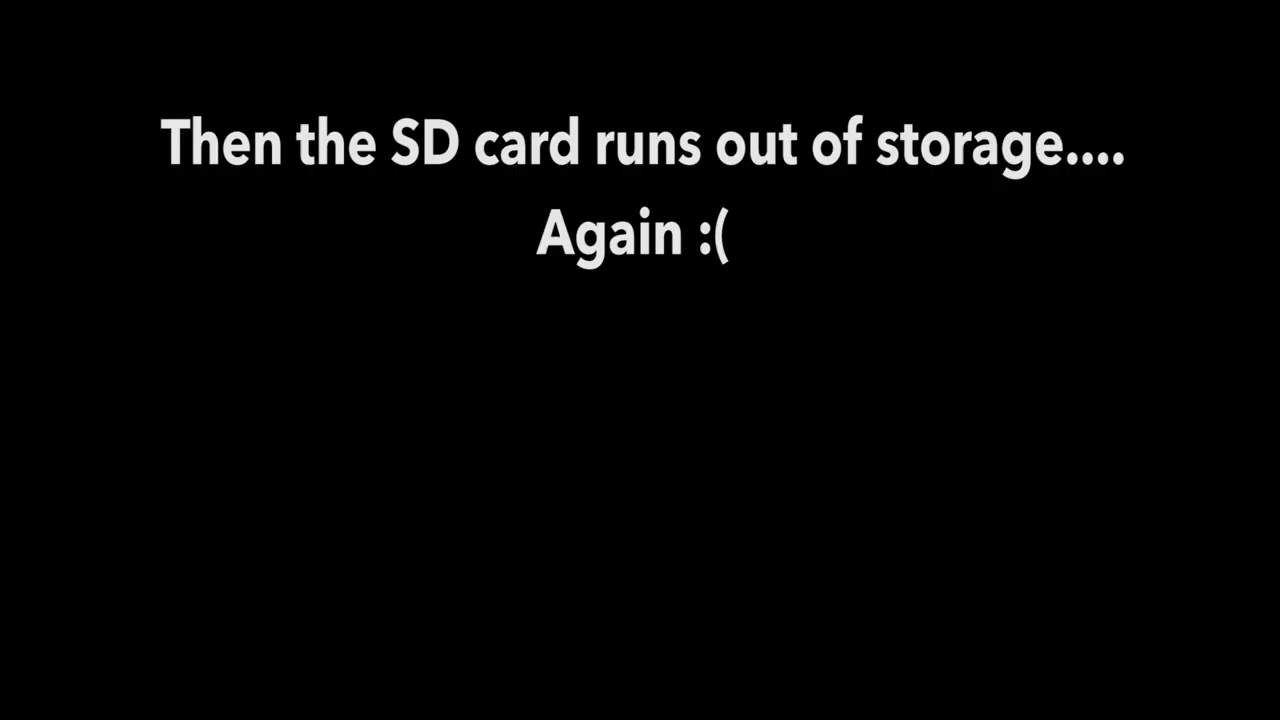 Then the SD card runs out of storage....
Again :(